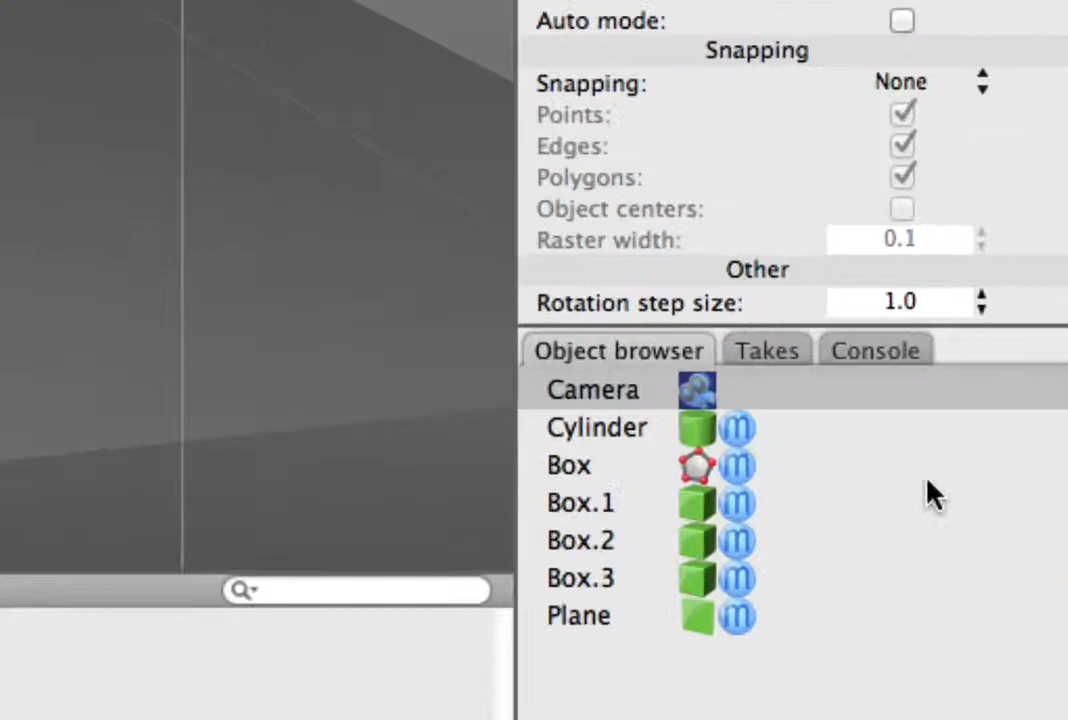 Auto mode:
Snapping
Snapping: None
Points:
Edges:
Polygons:
Object centers:
Raster width: 0.1
Other
Rotation step size: 1.0
Object browser Takes Console
Camera
Cylinder m
Box m
Box.1 m
Box.2 m
Box.3 m
Plane m